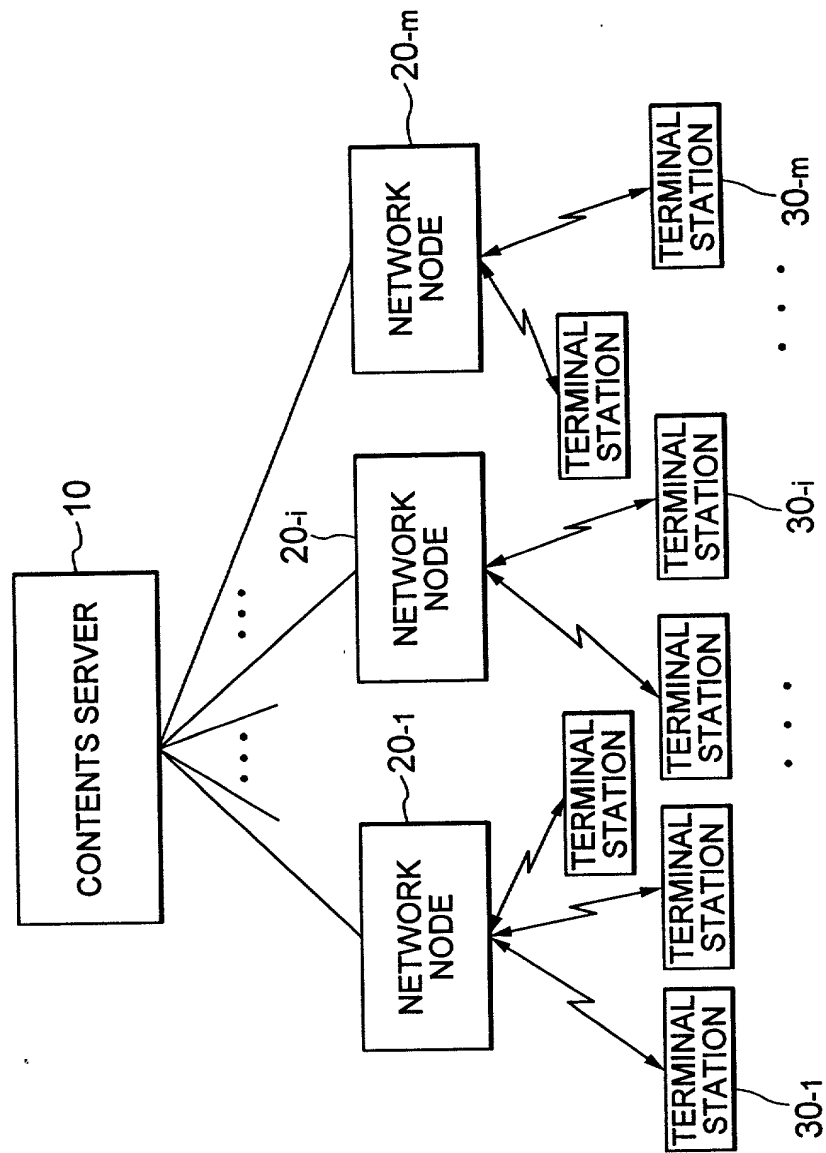 CONTENTS SERVER
10
20-1
NETWORK
NODE
20-i
NETWORK
NODE
20-m
NETWORK
NODE
TERMINAL
STATION
TERMINAL
STATION
TERMINAL
STATION
TERMINAL
STATION
TERMINAL
STATION
TERMINAL
STATION
TERMINAL
STATION
30-1
30-i
30-m